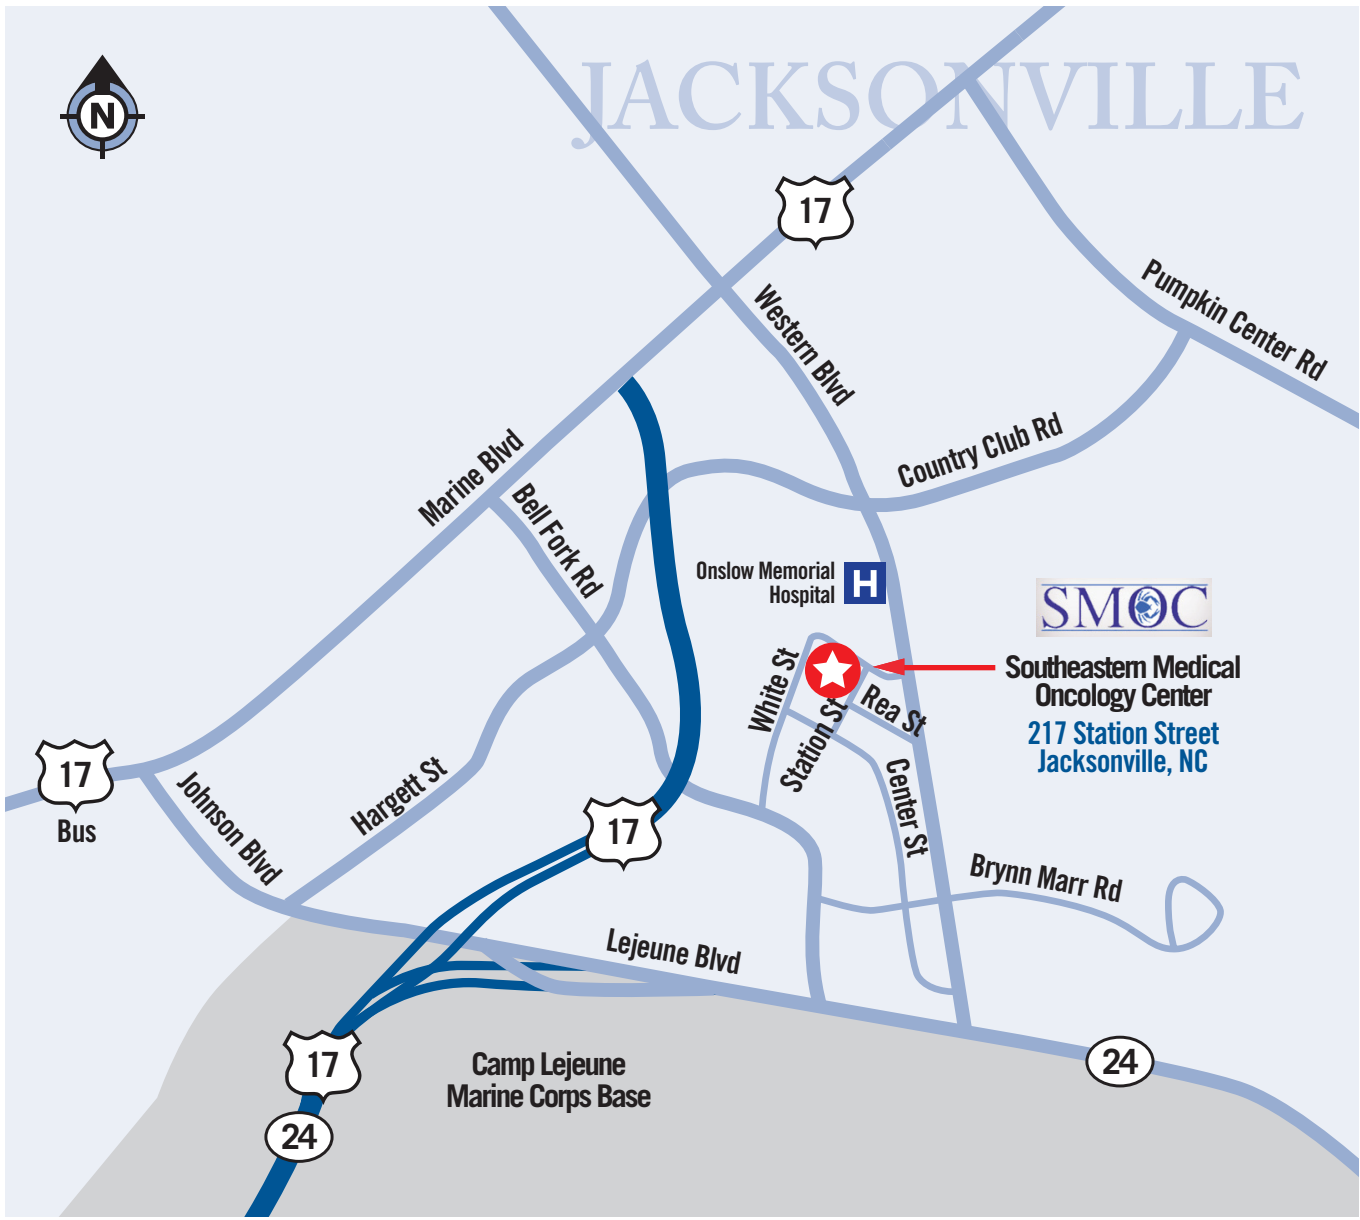 N
JACKSONVILLE
17
Pumpkin Center Rd
Western Blvd
Country Club Rd
Marine Blvd
Bell Fork Rd
Onslow Memorial
Hospital
H
SMOC
Southeastern Medical
Oncology Center
217 Station Street
Jacksonville, NC
White St
Rea St
Station St
Center St
17
Bus
Johnson Blvd
Hargett St
17
Brynn Marr Rd
Lejeune Blvd
17
24
Camp Lejeune
Marine Corps Base
24